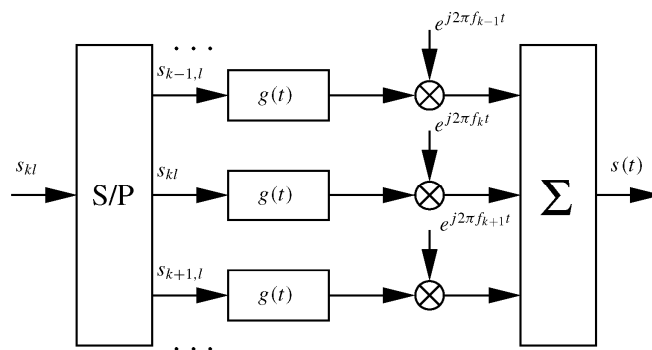 . . .
e^{j2πf_{k−1}t}
s_{k−1,l}
g(t)
e^{j2πf_k t}
s_{kl}
S/P
s_{kl}
g(t)
Σ
s(t)
e^{j2πf_{k+1}t}
s_{k+1,l}
g(t)
. . .